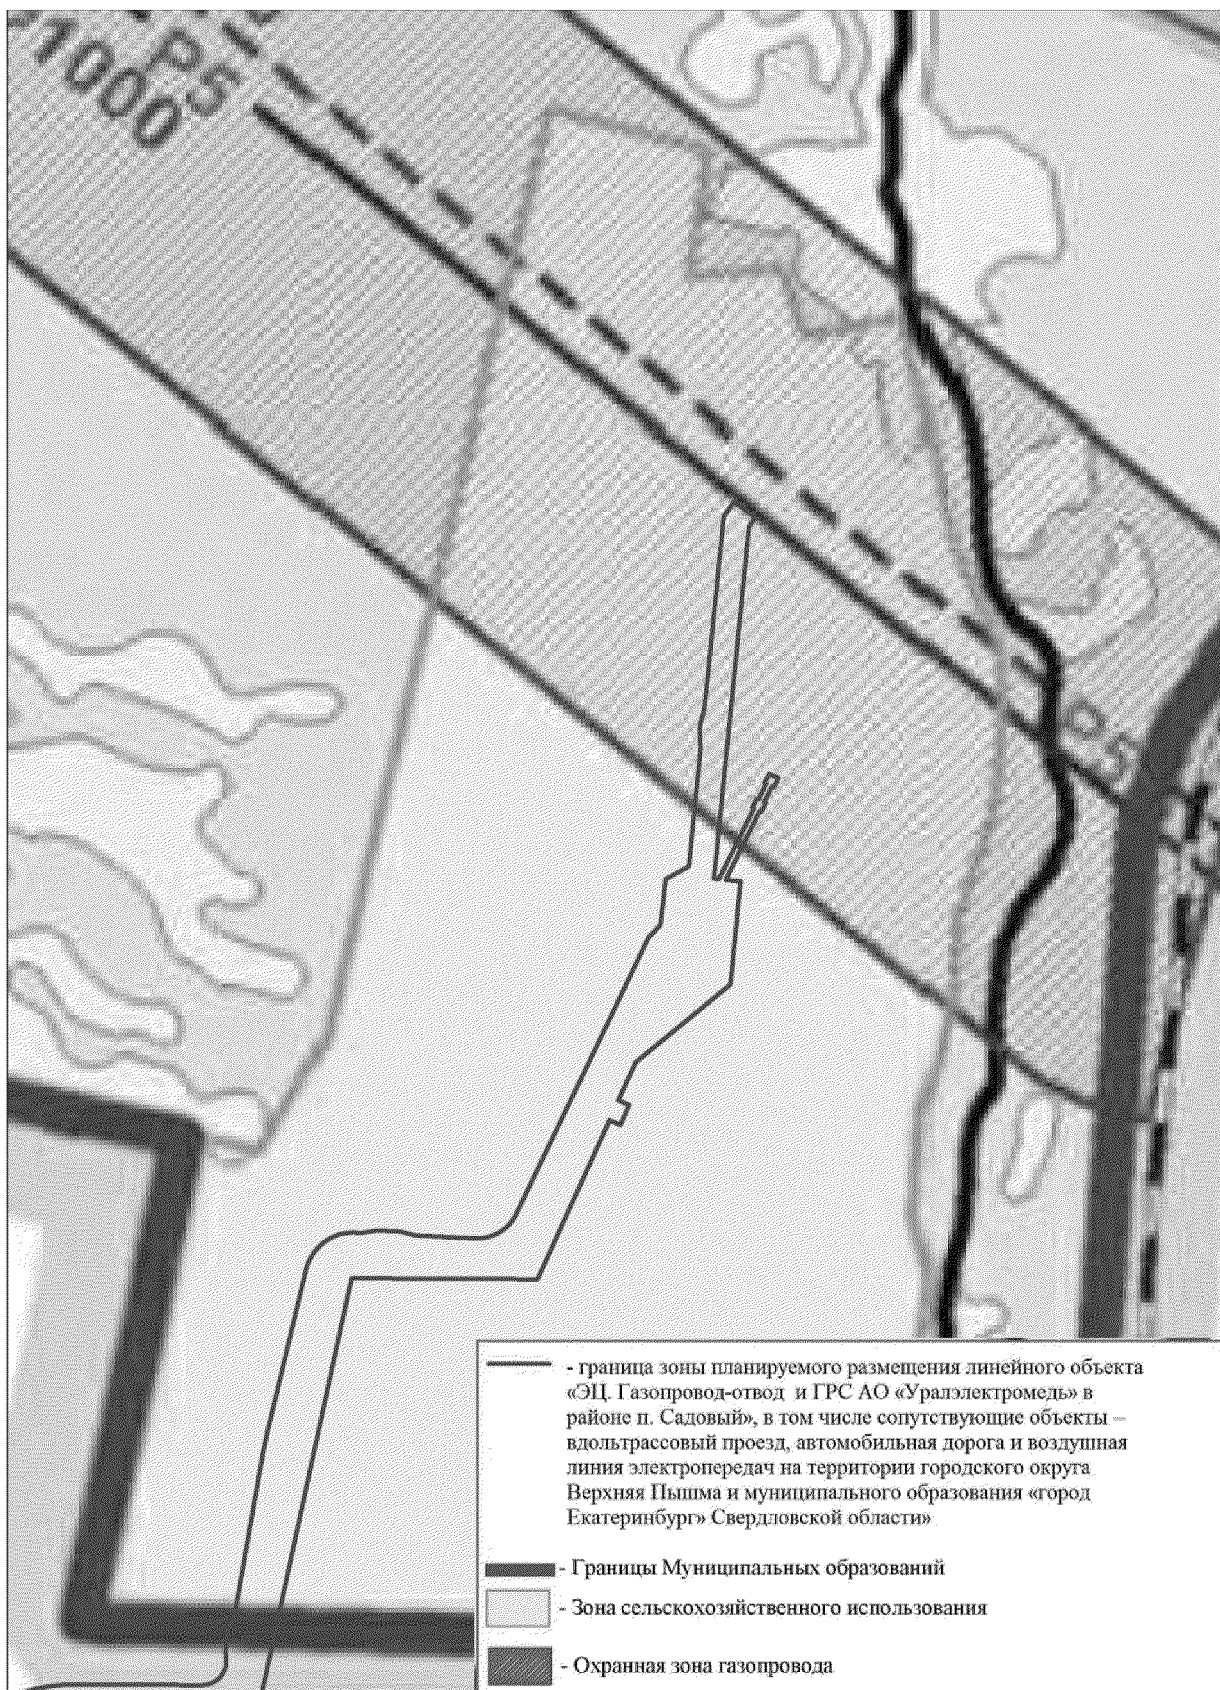 Р5
-1000
Р5
- граница зоны планируемого размещения линейного объекта
«ЭЦ. Газопровод-отвод и ГРС АО «Уралэлектромедь» в
районе п. Садовый», в том числе сопутствующие объекты –
вдольтрассовый проезд, автомобильная дорога и воздушная
линия электропередач на территории городского округа
Верхняя Пышма и муниципального образования «город
Екатеринбург» Свердловской области»
- Границы Муниципальных образований
- Зона сельскохозяйственного использования
- Охранная зона газопровода